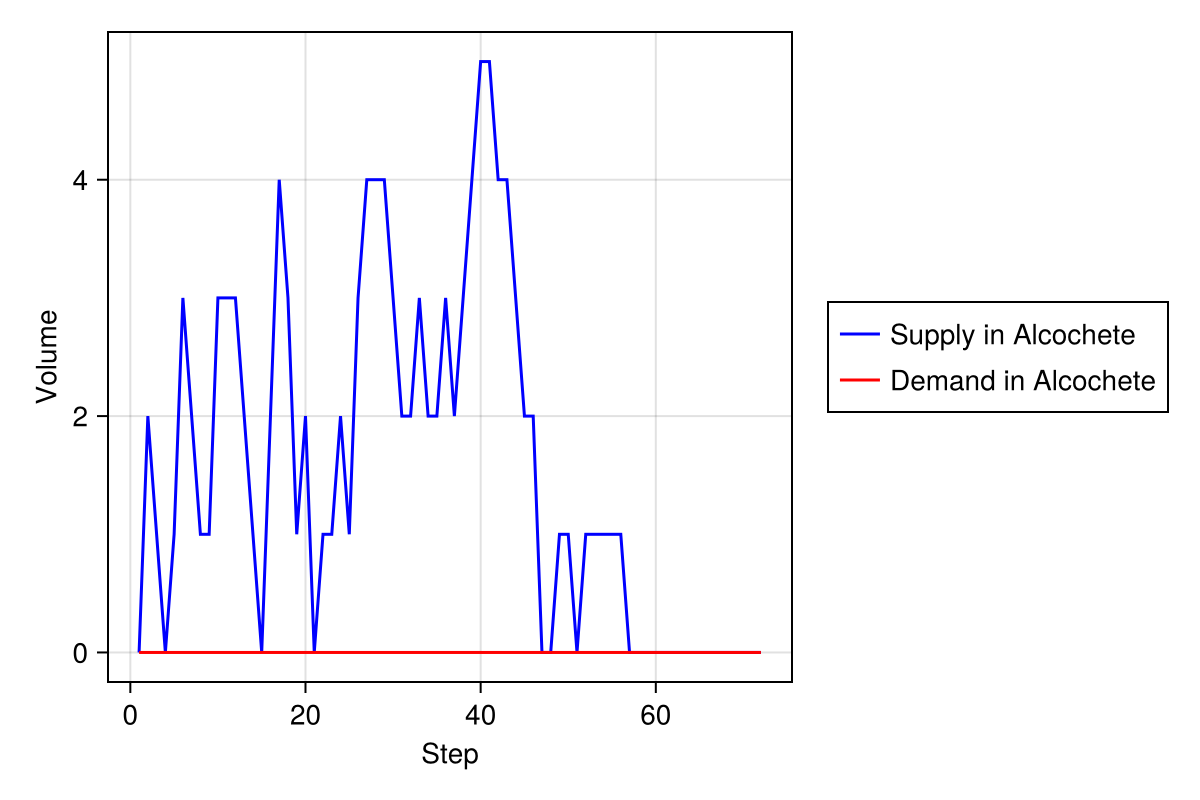 4
2
0
Volume
0 20 40 60
Step
Supply in Alcochete
Demand in Alcochete